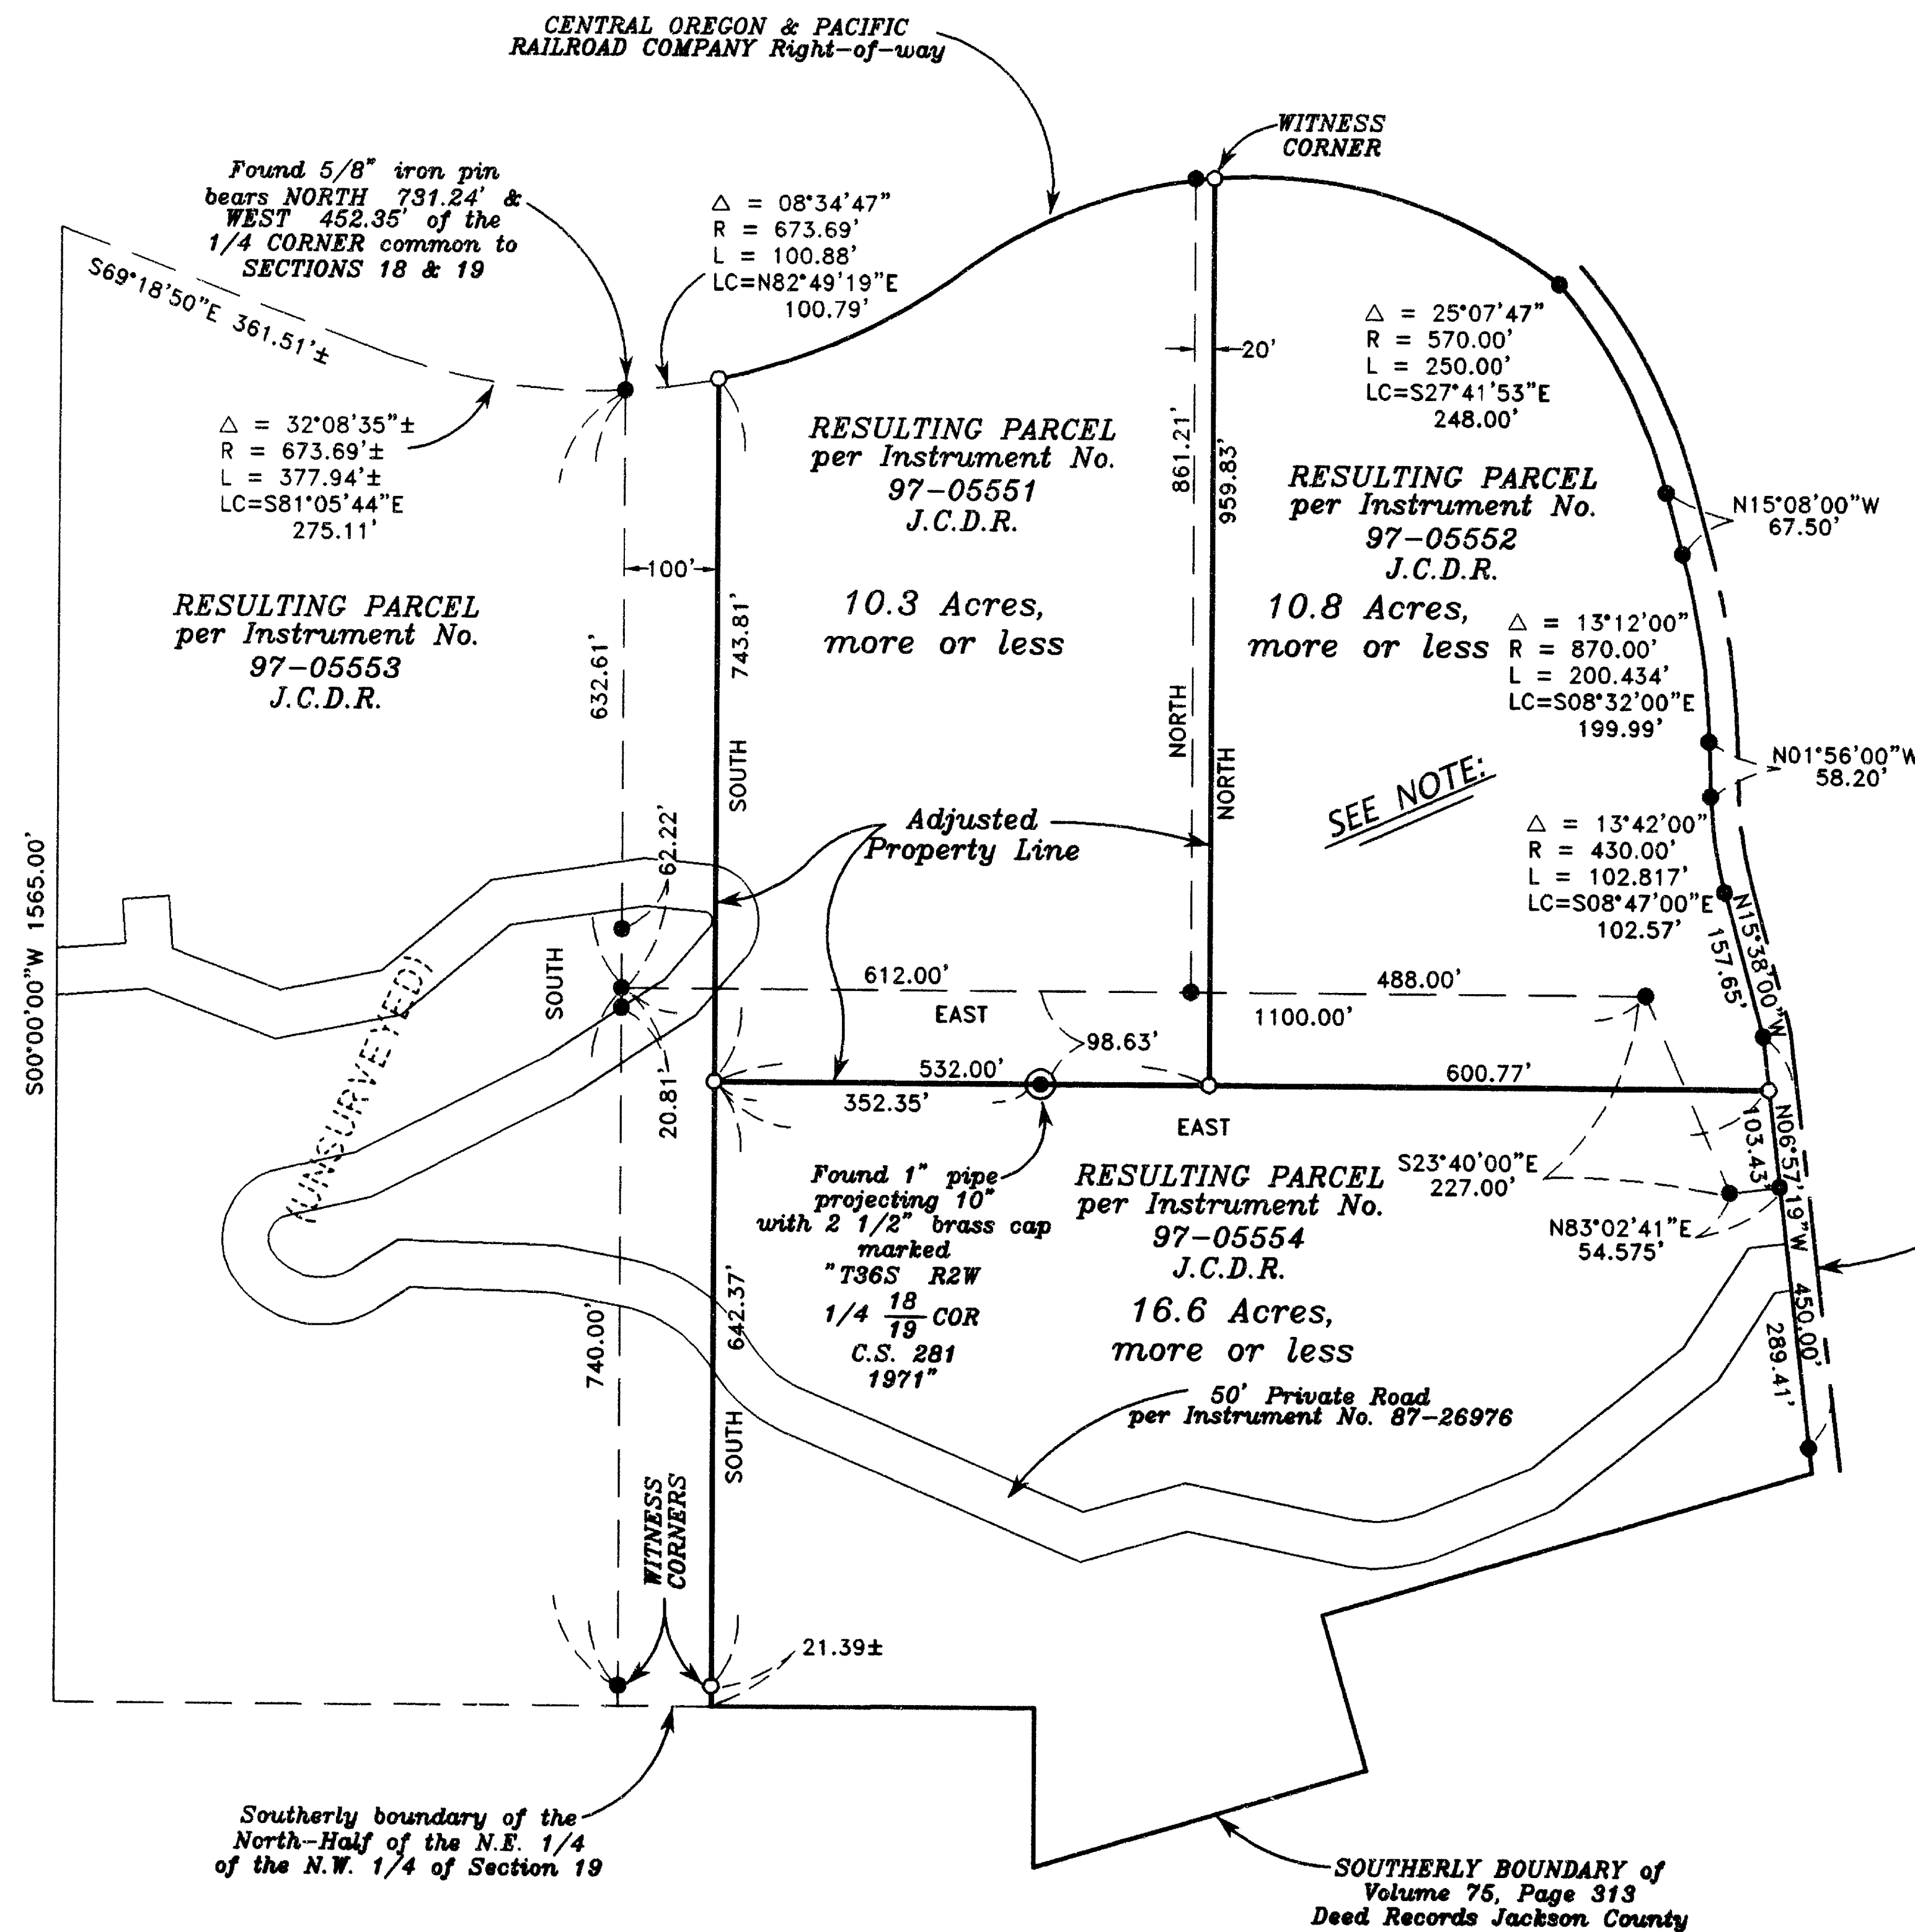 CENTRAL OREGON & PACIFIC
RAILROAD COMPANY Right-of-way
WITNESS
CORNER
Found 5/8" iron pin
bears NORTH 731.24' &
WEST 452.35' of the
1/4 CORNER common to
SECTIONS 18 & 19
△ = 08°34'47"
R = 673.69'
L = 100.88'
LC=N82°49'19"E
100.79'
S69°18'50"E 361.51'±
△ = 32°08'35"±
R = 673.69'±
L = 377.94'±
LC=S81°05'44"E
275.11'
20'
△ = 25°07'47"
R = 570.00'
L = 250.00'
LC=S27°41'53"E
248.00'
RESULTING PARCEL
per Instrument No.
97-05551
J.C.D.R.
10.3 Acres,
more or less
861.21'
959.83'
NORTH
NORTH
RESULTING PARCEL
per Instrument No.
97-05552
J.C.D.R.
10.8 Acres,
more or less
N15°08'00"W
67.50'
100'
RESULTING PARCEL
per Instrument No.
97-05553
J.C.D.R.
632.61'
743.81'
SOUTH
△ = 13°12'00"
R = 870.00'
L = 200.434'
LC=S08°32'00"E
199.99'
N01°56'00"W
58.20'
SEE NOTE:
△ = 13°42'00"
R = 430.00'
L = 102.817'
LC=S08°47'00"E
102.57'
N15°38'00"W
157.65'
Adjusted
Property Line
62.22'
S00°00'00"W 1565.00'
(UNSURVEYED)
SOUTH
20.81'
612.00'
EAST
488.00'
1100.00'
98.63'
532.00'
352.35'
600.77'
EAST
Found 1" pipe
projecting 10"
with 2 1/2" brass cap
marked
"T36S R2W
1/4 18/19 COR
C.S. 281
1971"
RESULTING PARCEL
per Instrument No.
97-05554
J.C.D.R.
16.6 Acres,
more or less
S23°40'00"E
227.00'
N83°02'41"E
54.575'
103.43'
N06°57'19"W 450.00'
289.41'
740.00'
642.37'
SOUTH
50' Private Road
per Instrument No. 87-26976
WITNESS
CORNERS
21.39±
Southerly boundary of the
North-Half of the N.E. 1/4
of the N.W. 1/4 of Section 19
SOUTHERLY BOUNDARY of
Volume 75, Page 313
Deed Records Jackson County